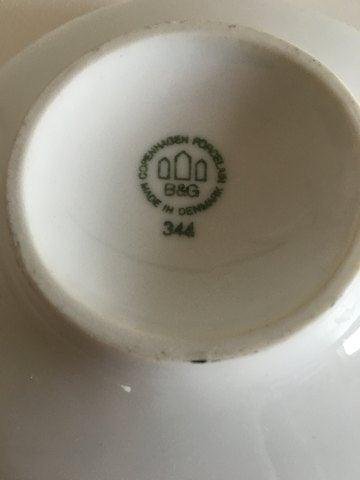 COPENHAGEN PORCELAIN
B&G
MADE IN DENMARK
344